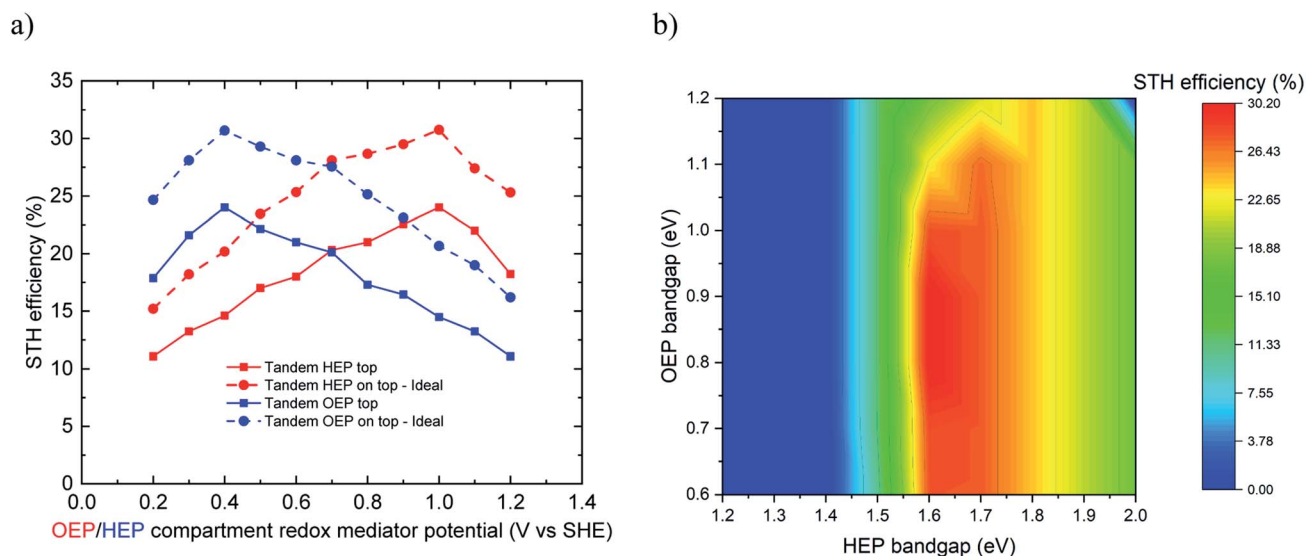 a)
35
30
25
20
15
10
5
0
STH efficiency (%)
Tandem HEP top
Tandem HEP on top - Ideal
Tandem OEP top
Tandem OEP on top - Ideal
0.0 0.2 0.4 0.6 0.8 1.0 1.2 1.4
OEP/HEP compartment redox mediator potential (V vs SHE)
b)
STH efficiency (%)
1.2
1.1
1.0
0.9
0.8
0.7
0.6
OEP bandgap (eV)
1.2 1.3 1.4 1.5 1.6 1.7 1.8 1.9 2.0
HEP bandgap (eV)
30.20
26.43
22.65
18.88
15.10
11.33
7.55
3.78
0.00